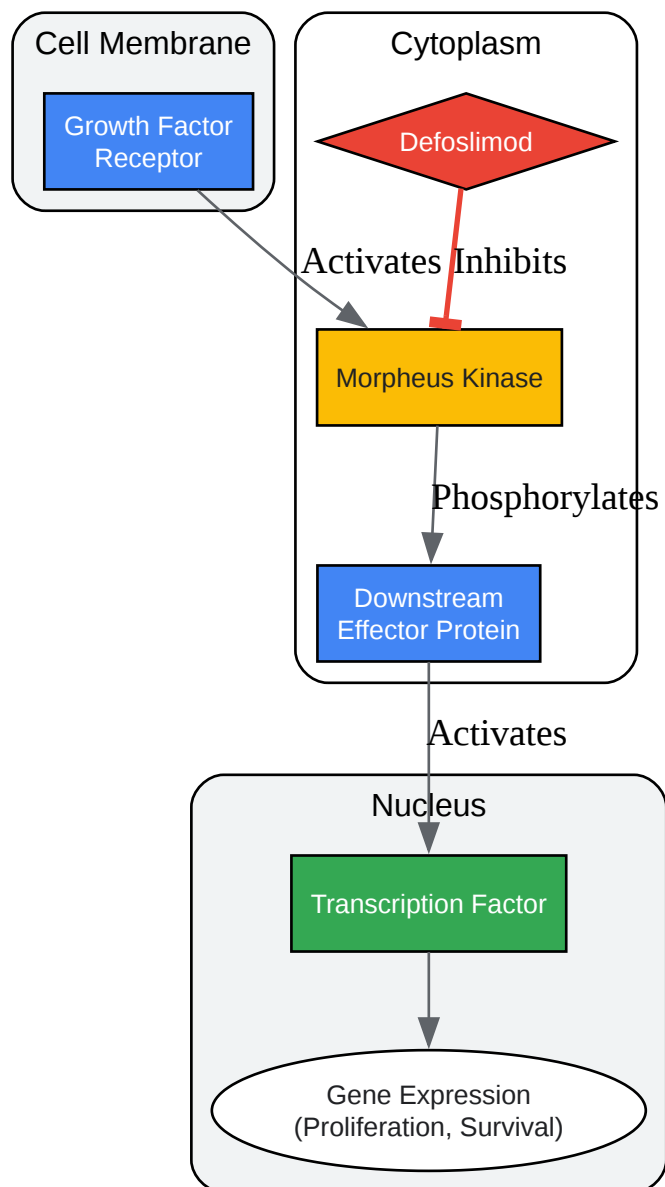 Cell Membrane
Cytoplasm
Growth Factor
Receptor
Defoslimod
Activates
Inhibits
Morpheus Kinase
Phosphorylates
Downstream
Effector Protein
Activates
Nucleus
Transcription Factor
Gene Expression
(Proliferation, Survival)